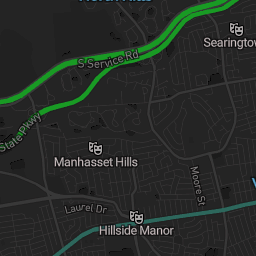 S Service Rd
Searingtow
State Pkwy
Manhasset Hills
Moore St
Laurel Dr
Hillside Manor